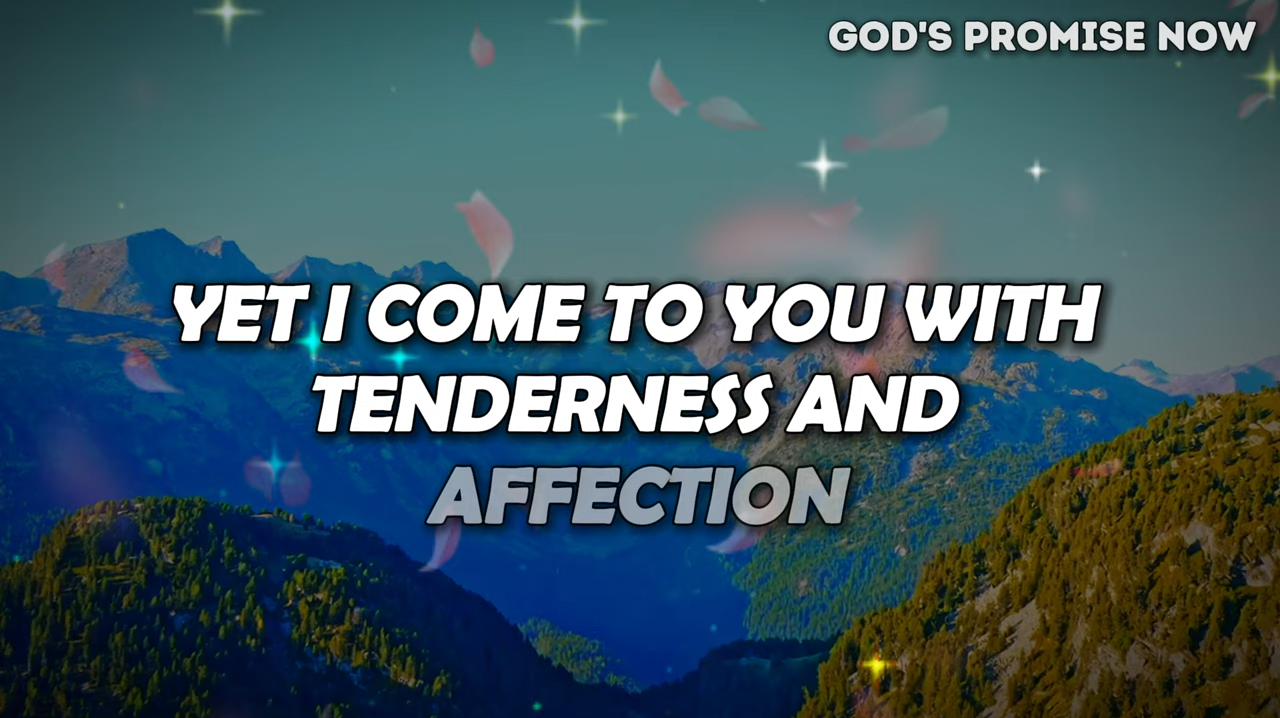 GOD'S PROMISE NOW
YET I COME TO YOU WITH
TENDERNESS AND
AFFECTION